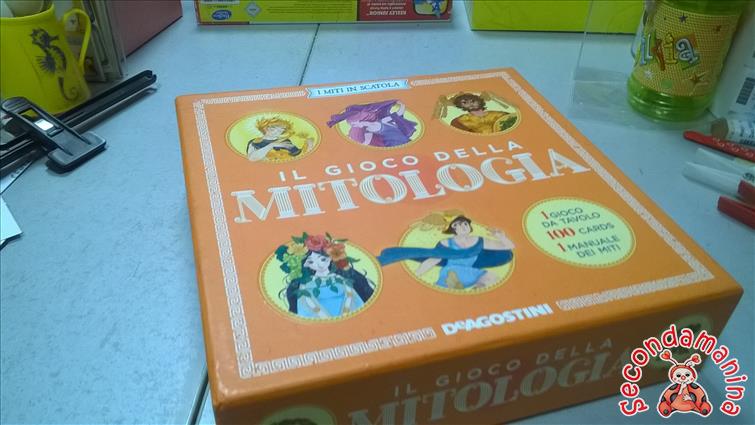 I MITI IN SCATOLA
IL GIOCO DELLA
MITOLOGIA
1 GIOCO
DA TAVOLO
100 CARDS
1 MANUALE
DEI MITI
DEAGOSTINI
IL GIOCO DELLA
MITOLOGIA
secondamanina